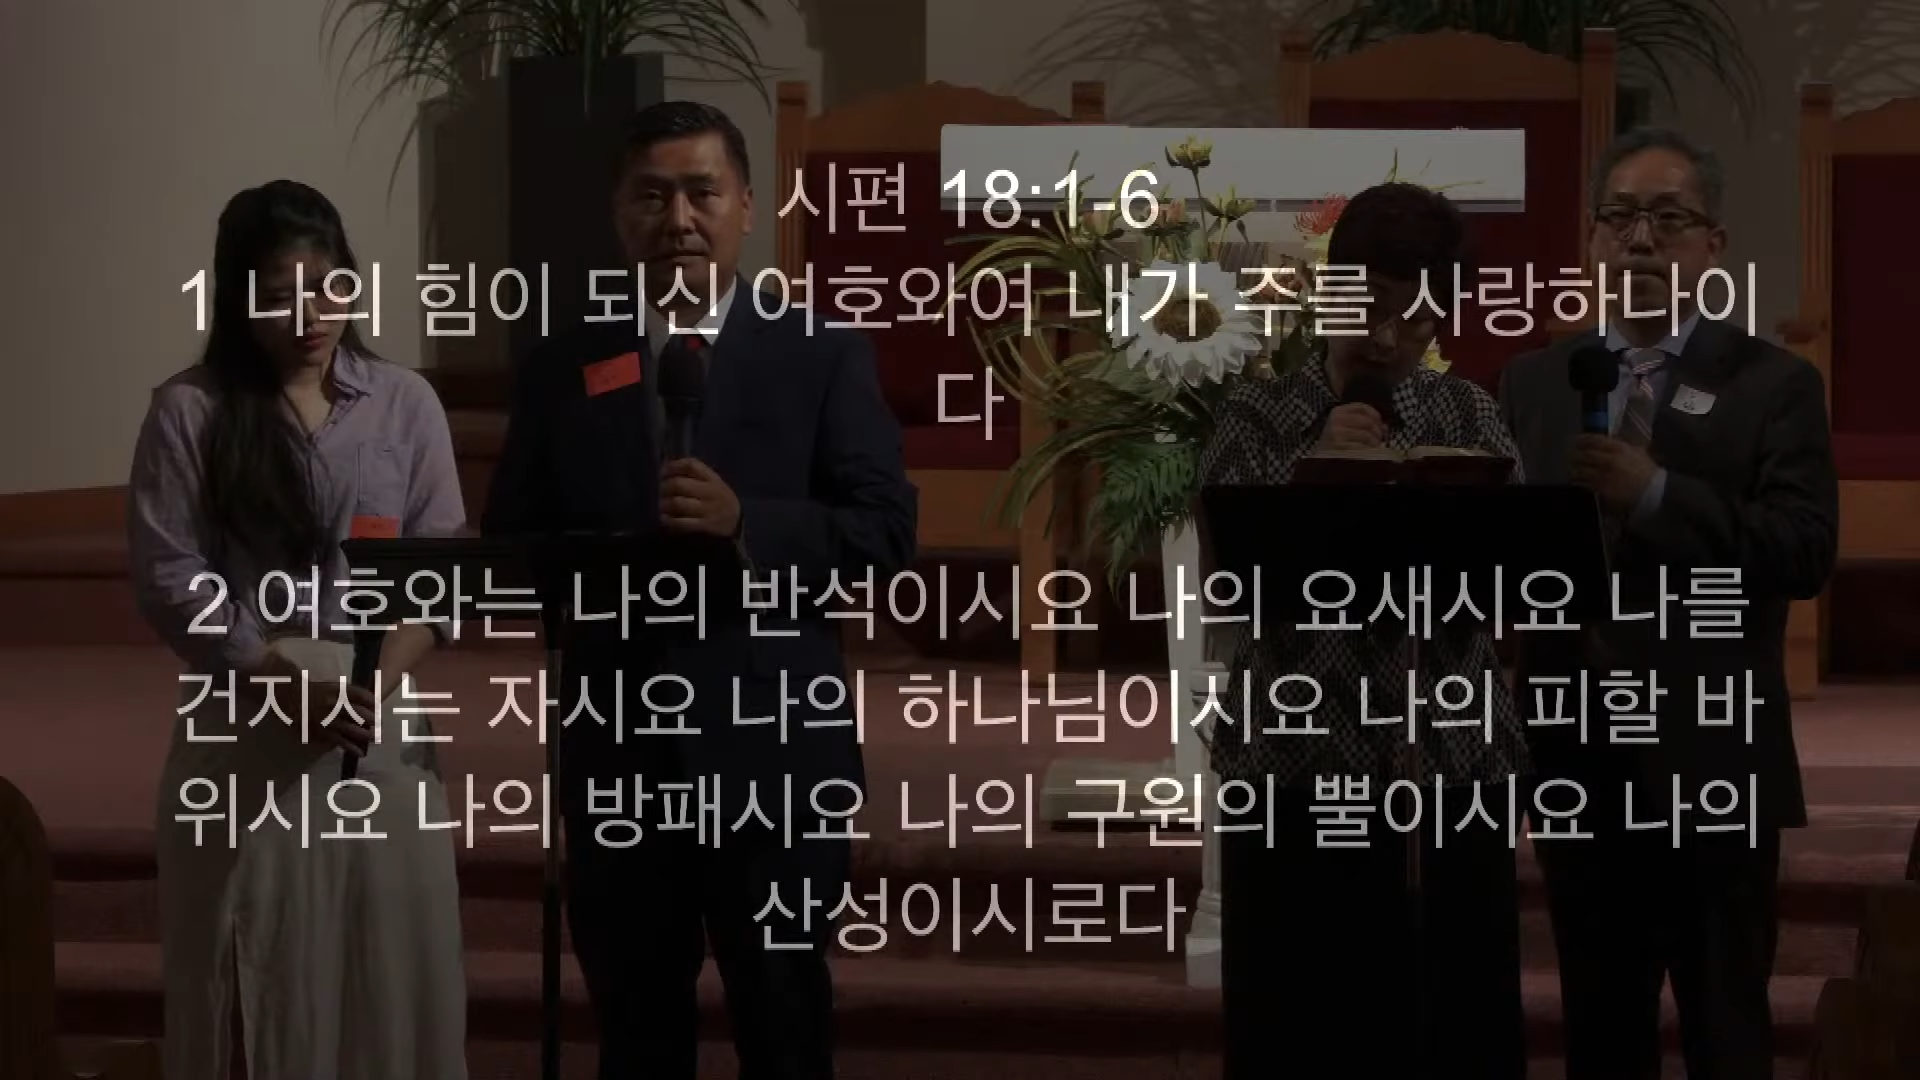 시편 18:1-6
1 나의 힘이 되신 여호와여 내가 주를 사랑하나이
다
2 여호와는 나의 반석이시요 나의 요새시요 나를
건지시는 자시요 나의 하나님이시요 나의 피할 바
위시요 나의 방패시요 나의 구원의 뿔이시요 나의
산성이시로다